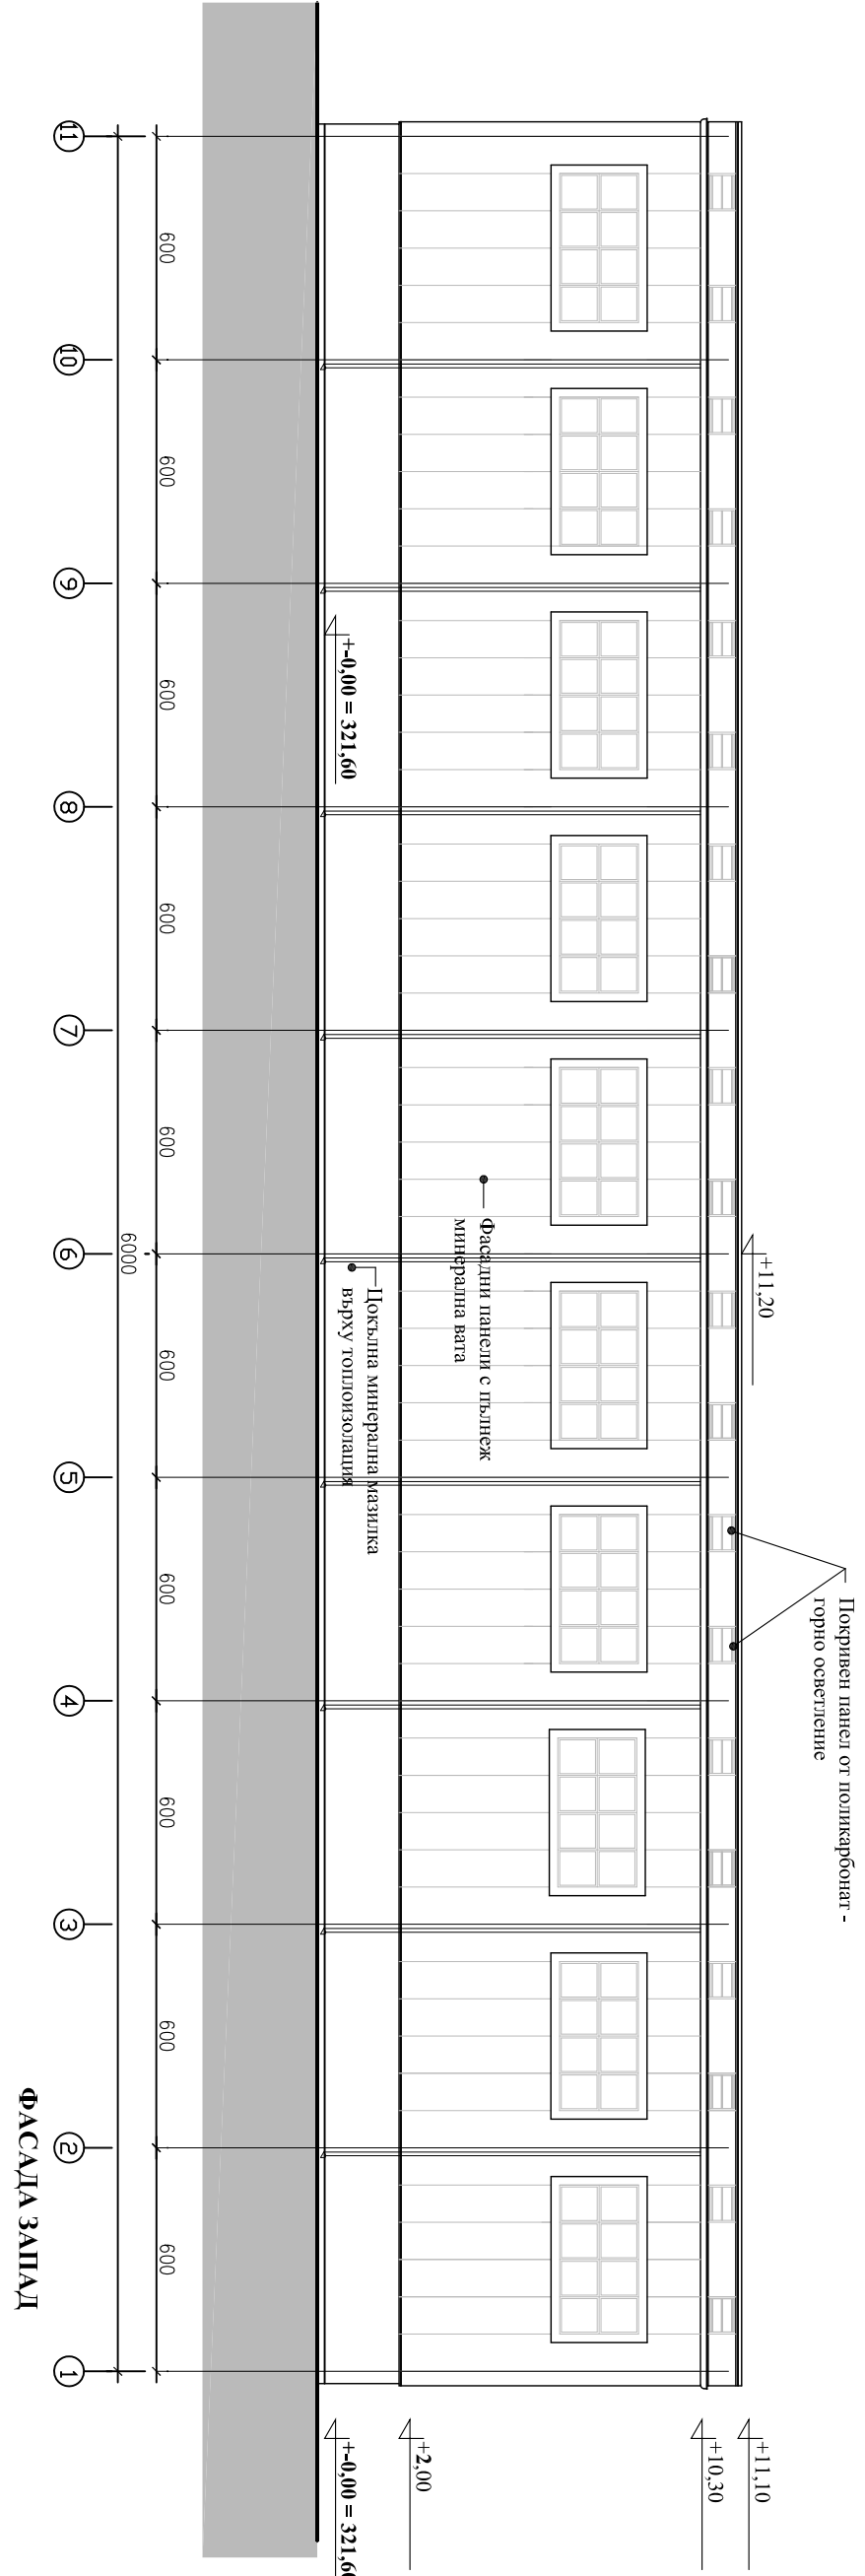 Покривен панел от поликарбонат -
горно осветление
+11,20
+11,10
+10,30
Фасадни панели с пълнеж
минерална вата
+2,00
Цокълна минерална мазилка
върху топлоизолация
+-0,00 = 321,60
+-0,00 = 321,60
600 600 600 600 600 600 600 600 600 600
6000
11 10 9 8 7 6 5 4 3 2 1
ФАСАДА ЗАПАД